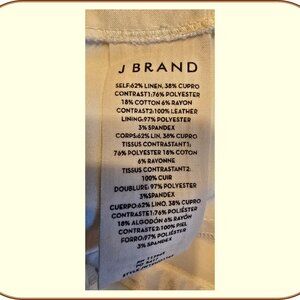 J BRAND
SELF:62% LINEN, 38% CUPRO
CONTRAST1:76% POLYESTER
18% COTTON 6% RAYON
CONTRAST2:100% LEATHER
LINING:97% POLYESTER
3% SPANDEX
CORPS:62% LIN, 38% CUPRO
TISSUS CONTRASTANT1:
76% POLYESTER 18% COTON
6% RAYONNE
TISSUS CONTRASTANT2:
100% CUIR
DOUBLURE: 97% POLYESTER
3%SPANDEX
CUERPO:62% LINO, 38% CUPRO
CONTRASTE1:76% POLIÉSTER
18% ALGODÓN 6% RAYÓN
CONTRASTE2:100% PIEL
FORRO:97% POLIÉSTER
3% SPANDEX